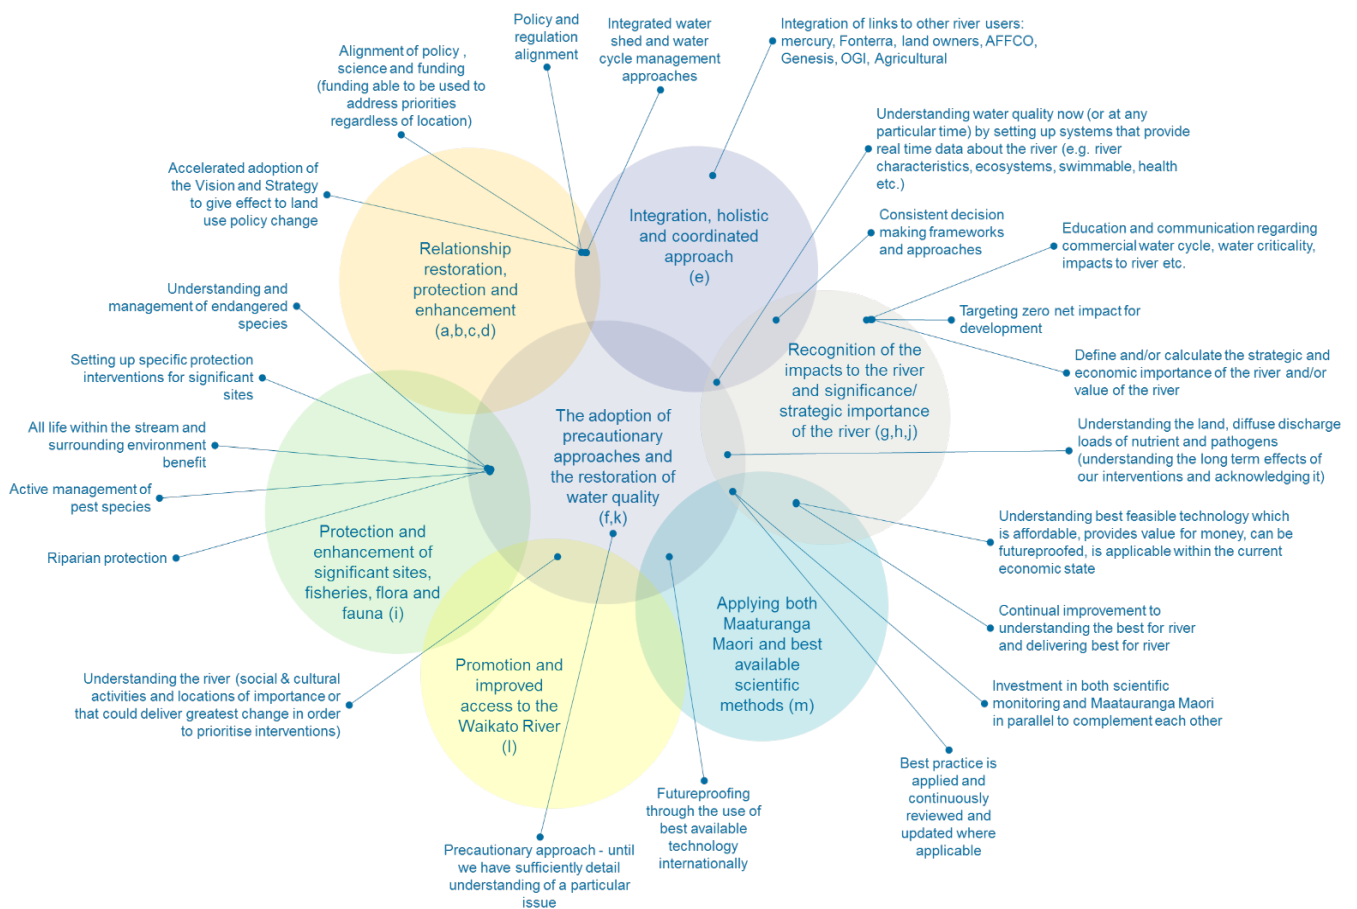 Policy and
regulation
alignment
Integrated water
shed and water
cycle management
approaches
Integration of links to other river users:
mercury, Fonterra, land owners, AFFCO,
Genesis, OGI, Agricultural
Alignment of policy ,
science and funding
(funding able to be used to
address priorities
regardless of location)
Understanding water quality now (or at any
particular time) by setting up systems that provide
real time data about the river (e.g. river
characteristics, ecosystems, swimmable, health
etc.)
Accelerated adoption of
the Vision and Strategy
to give effect to land
use policy change
Consistent decision
making frameworks
and approaches
Education and communication regarding
commercial water cycle, water criticality,
impacts to river etc.
Integration, holistic
and coordinated
approach
(e)
Relationship
restoration,
protection and
enhancement
(a,b,c,d)
Understanding and
management of endangered
species
Targeting zero net impact for
development
Recognition of the
impacts to the river
and significance/
strategic importance
of the river (g,h,j)
Define and/or calculate the strategic and
economic importance of the river and/or
value of the river
Setting up specific protection
interventions for significant
sites
The adoption of
precautionary
approaches and
the restoration of
water quality
(f,k)
Understanding the land, diffuse discharge
loads of nutrient and pathogens
(understanding the long term effects of
our interventions and acknowledging it)
All life within the stream and
surrounding environment
benefit
Active management of
pest species
Understanding best feasible technology which
is affordable, provides value for money, can be
futureproofed, is applicable within the current
economic state
Riparian protection
Protection and
enhancement of
significant sites,
fisheries, flora and
fauna (i)
Applying both
Maaturanga
Maori and best
available
scientific
methods (m)
Continual improvement to
understanding the best for river
and delivering best for river
Promotion and
improved
access to the
Waikato River
(l)
Understanding the river (social & cultural
activities and locations of importance or
that could deliver greatest change in order
to prioritise interventions)
Investment in both scientific
monitoring and Maatauranga Maori
in parallel to complement each other
Best practice is
applied and
continuously
reviewed and
updated where
applicable
Futureproofing
through the use of
best available
technology
internationally
Precautionary approach - until
we have sufficiently detail
understanding of a particular
issue